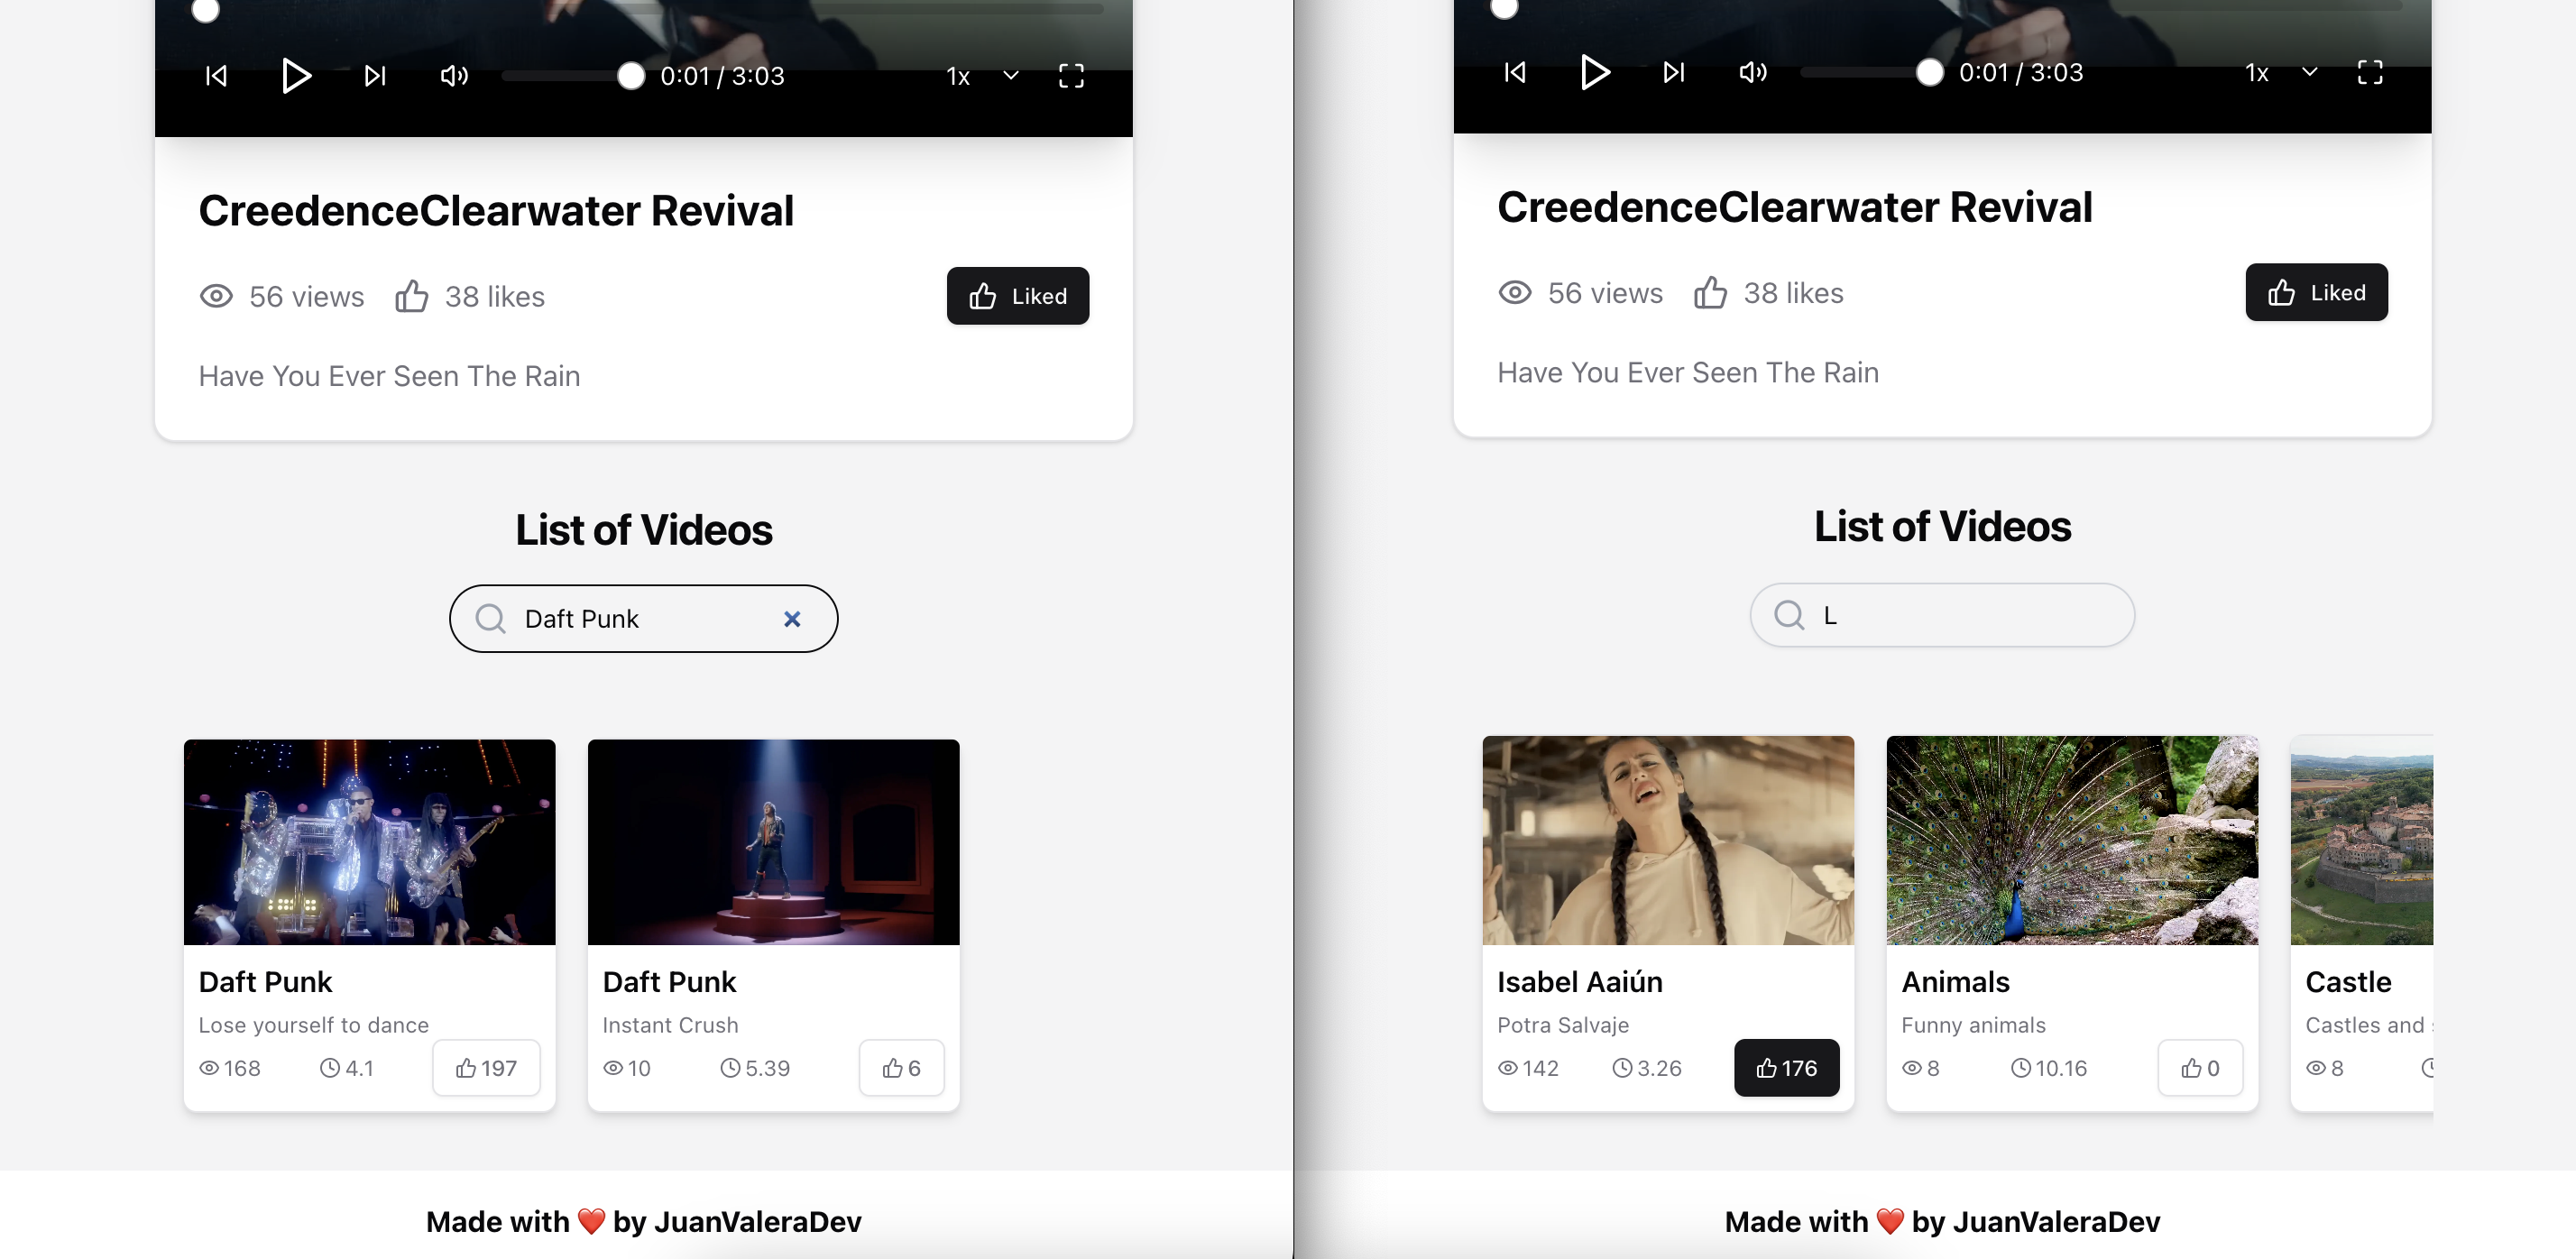 0:01 / 3:03
1x
CreedenceClearwater Revival
56 views
38 likes
Liked
Have You Ever Seen The Rain
List of Videos
Daft Punk
Daft Punk
Lose yourself to dance
168
4.1
197
Daft Punk
Instant Crush
10
5.39
6
Made with ❤️ by JuanValeraDev
0:01 / 3:03
1x
CreedenceClearwater Revival
56 views
38 likes
Liked
Have You Ever Seen The Rain
List of Videos
L
Isabel Aaiún
Potra Salvaje
142
3.26
176
Animals
Funny animals
8
10.16
0
Castle
Castles and
8
Made with ❤️ by JuanValeraDev